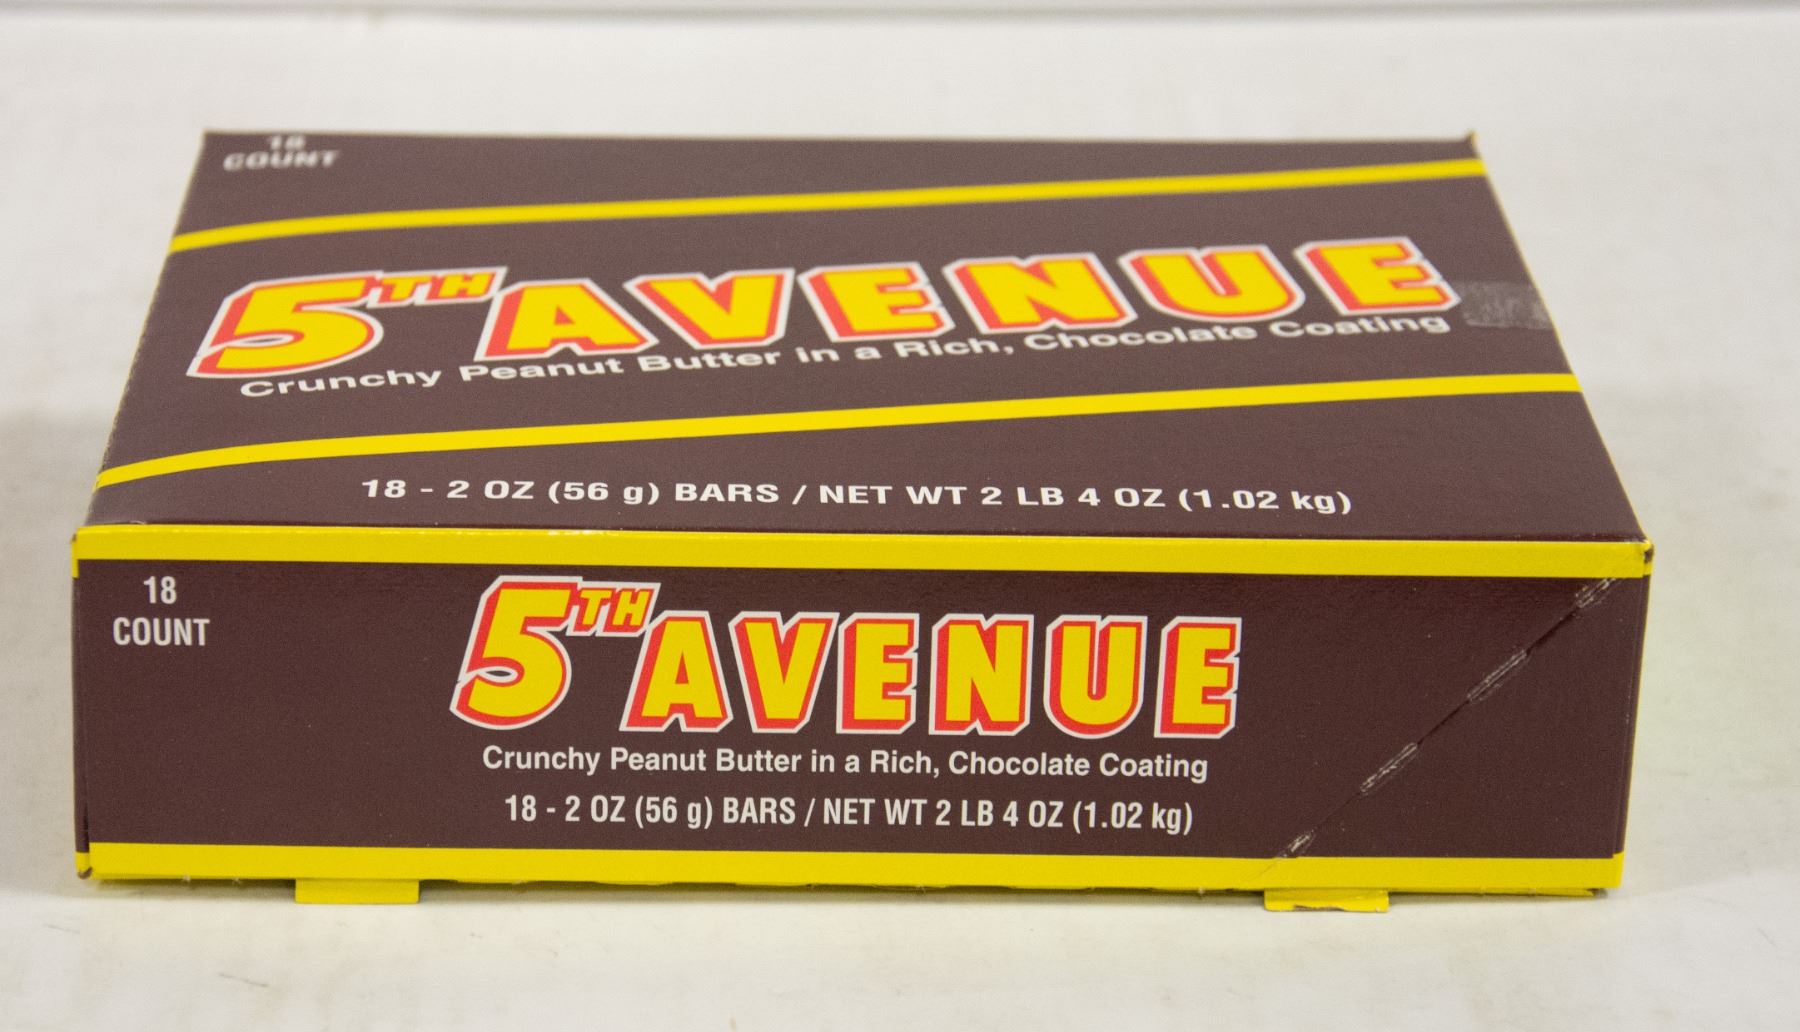 18
COUNT
5TH AVENUE
Crunchy Peanut Butter in a Rich, Chocolate Coating
18 - 2 OZ (56 g) BARS / NET WT 2 LB 4 OZ (1.02 kg)
18
COUNT
5TH AVENUE
Crunchy Peanut Butter in a Rich, Chocolate Coating
18 - 2 OZ (56 g) BARS / NET WT 2 LB 4 OZ (1.02 kg)